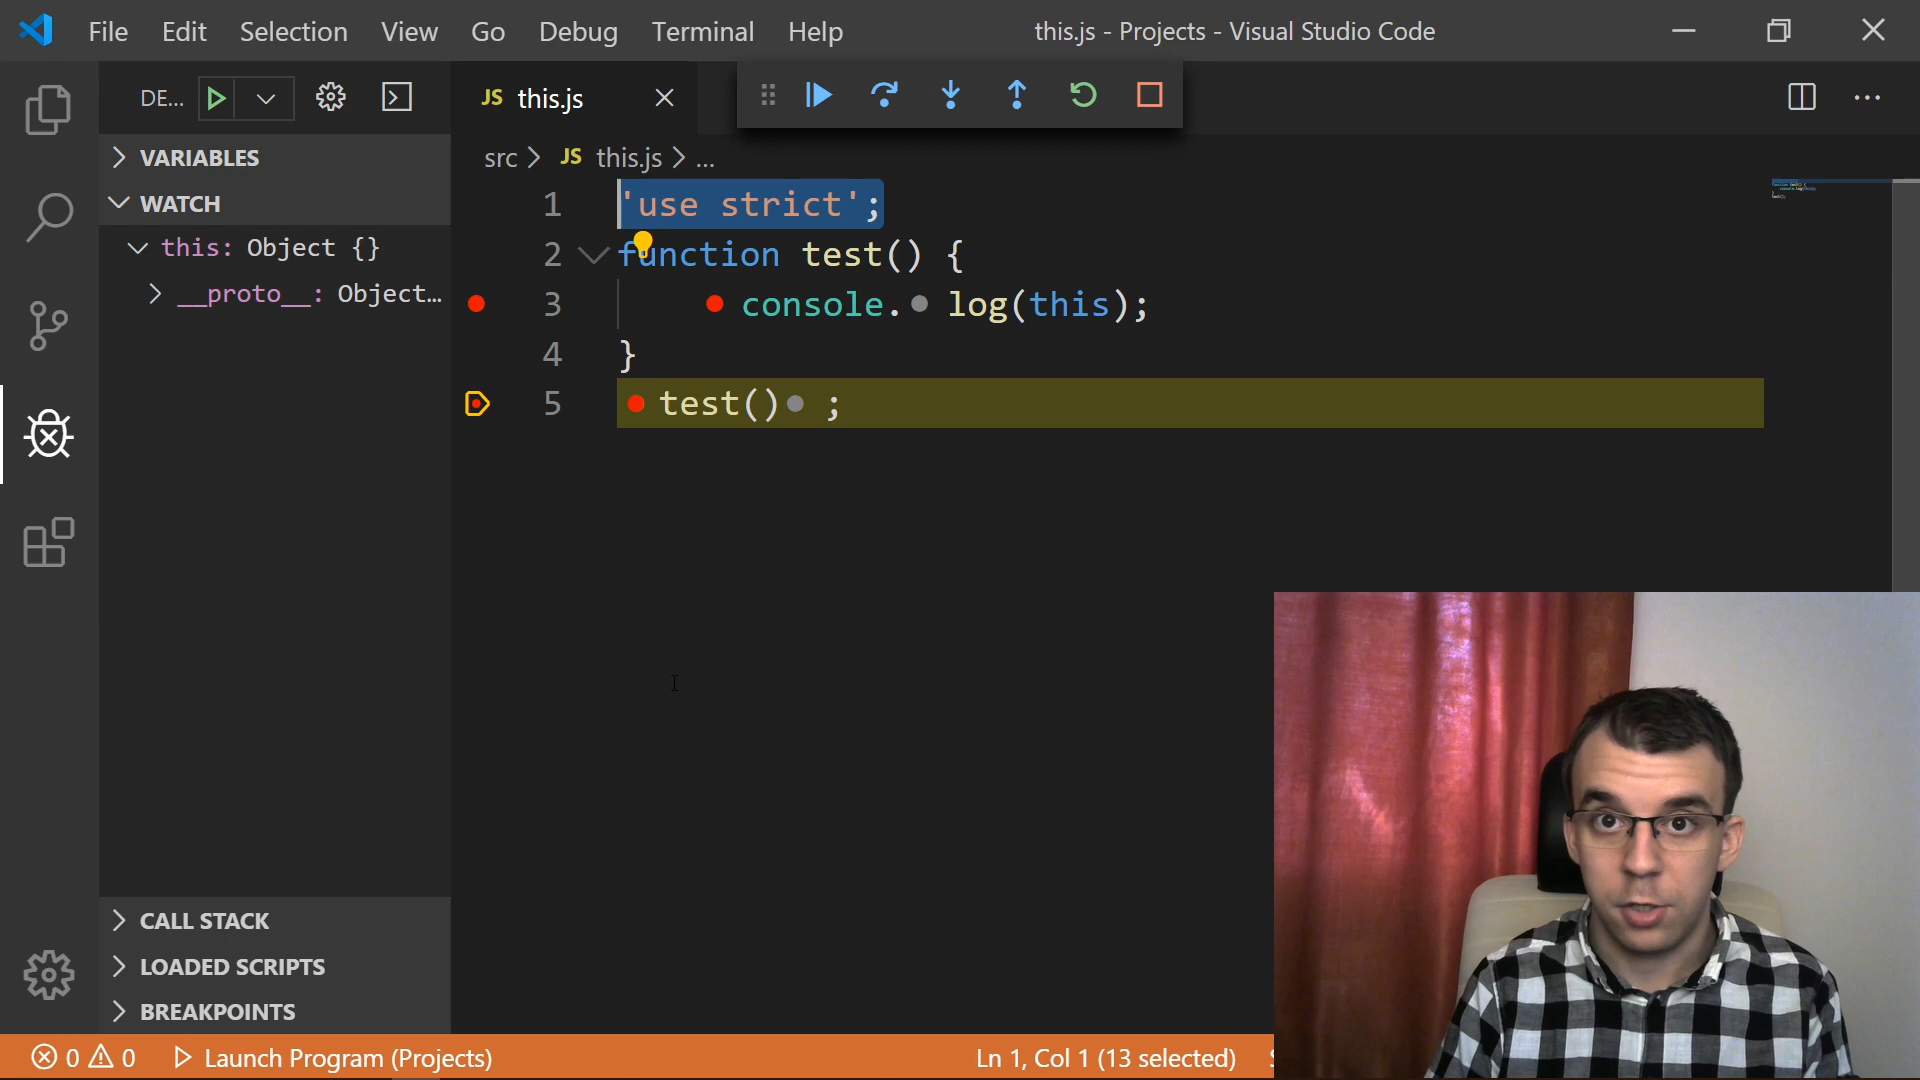 File Edit Selection View Go Debug Terminal Help
this.js - Projects - Visual Studio Code
DE...
JS this.js
src > JS this.js > ...
VARIABLES
WATCH
this: Object {}
__proto__: Object...
1 'use strict';
2 function test() {
3 console.log(this);
4 }
5 test();
CALL STACK
LOADED SCRIPTS
BREAKPOINTS
0 0 Launch Program (Projects)
Ln 1, Col 1 (13 selected)